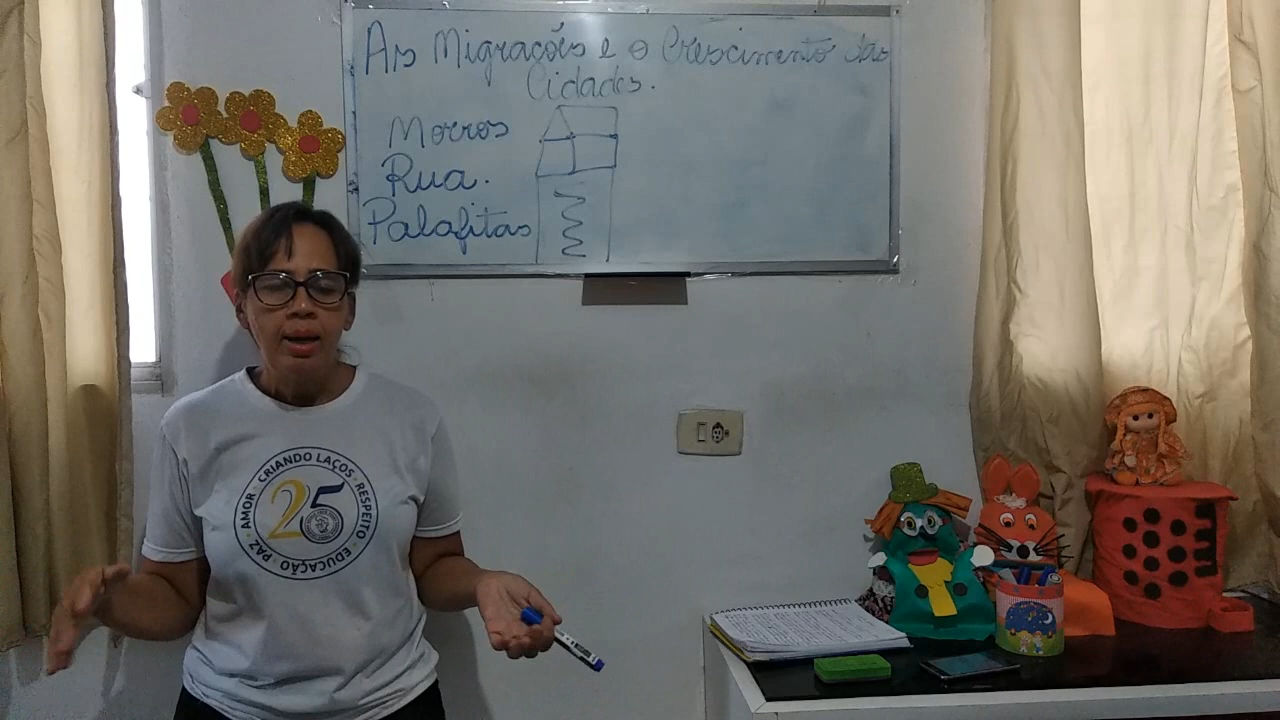 As Migrações e o Crescimento das
Cidades.
Morros
Rua.
Palafitas
PAZ · AMOR · CRIANDO LAÇOS · RESPEITO · EDUCAÇÃO ·
25